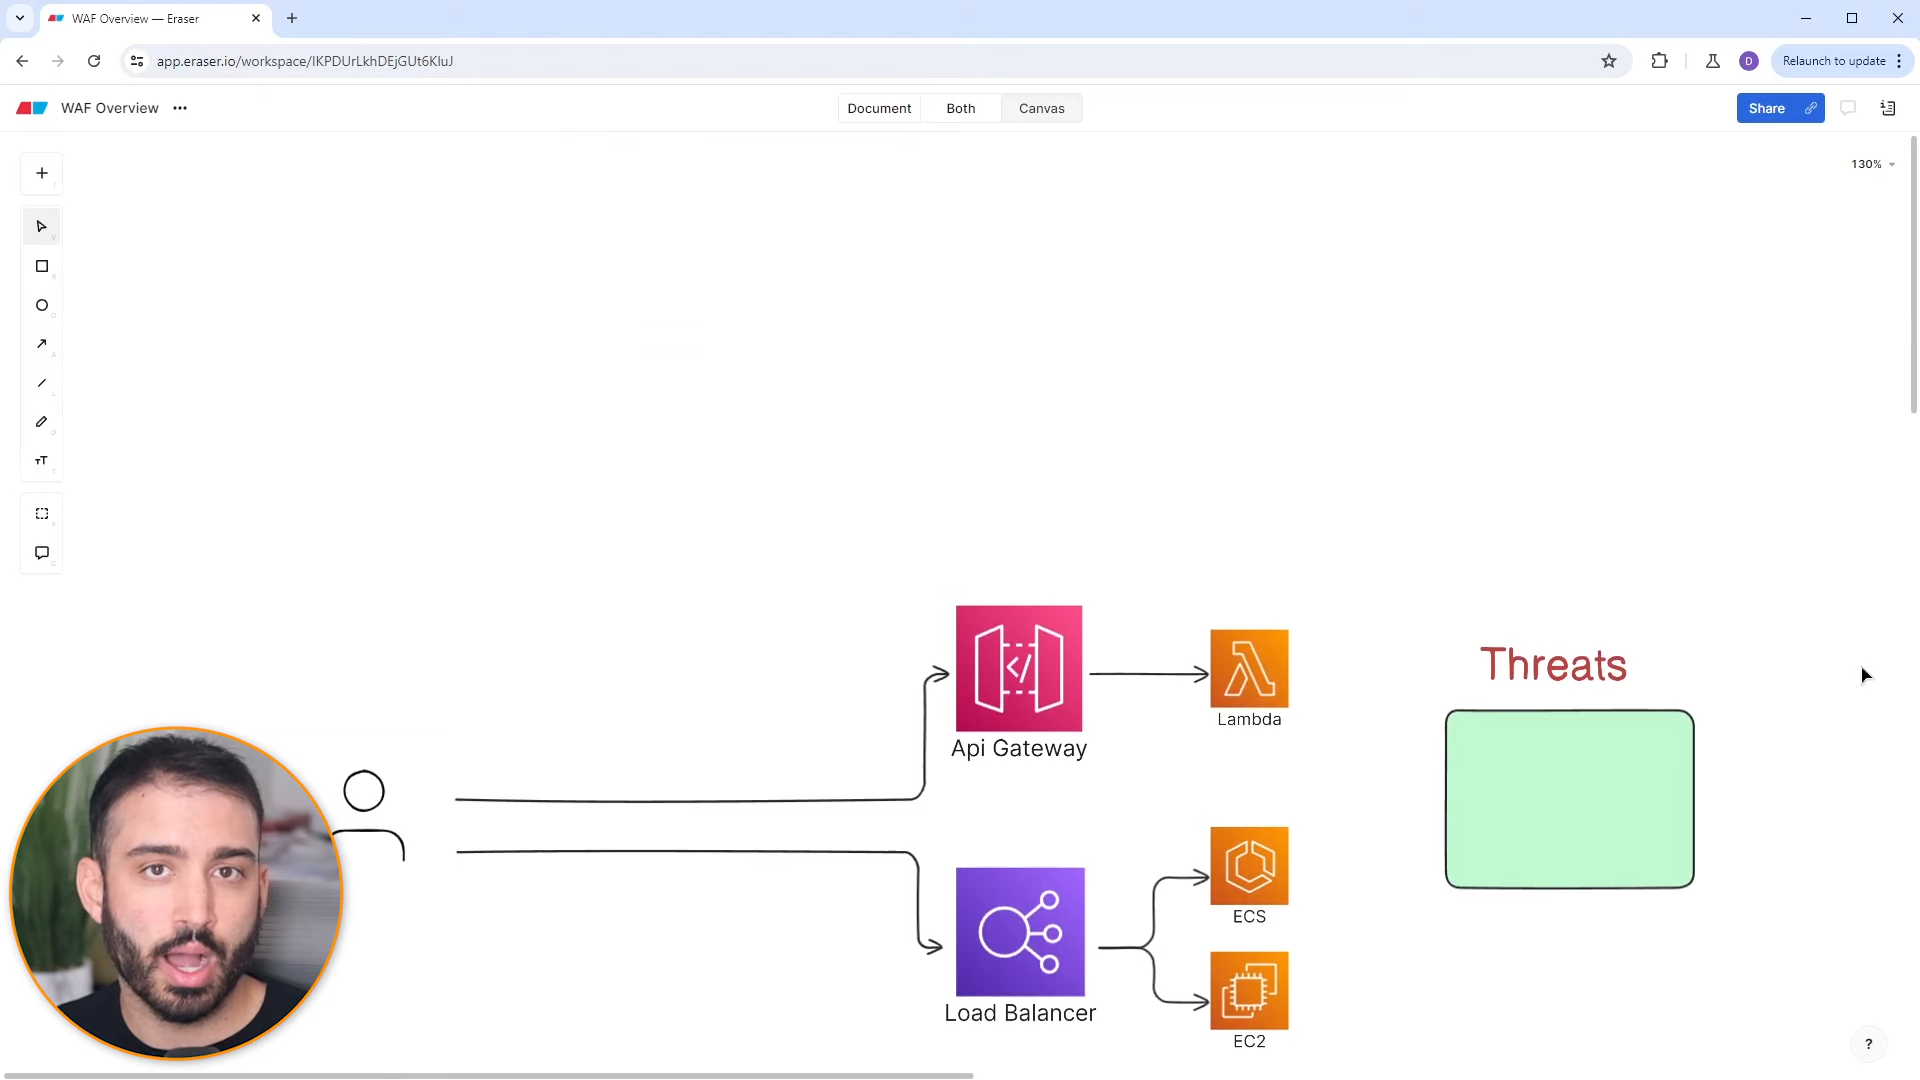 WAF Overview — Eraser
app.eraser.io/workspace/IKPDUrLkhDEjGUt6KluJ
D
Relaunch to update
WAF Overview
Document
Both
Canvas
Share
130%
TT
Threats
Api Gateway
Lambda
ECS
Load Balancer
EC2
?